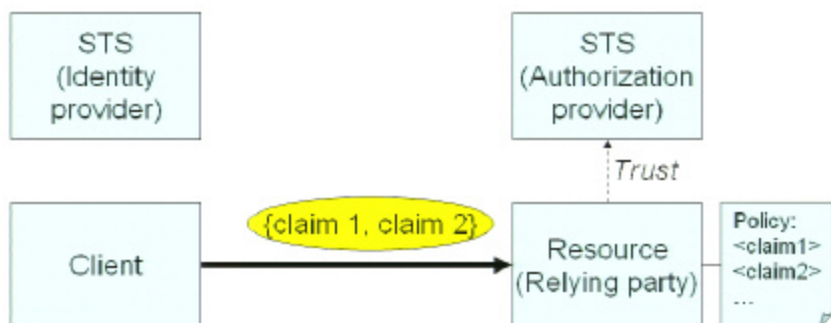 STS
(Identity
provider)
STS
(Authorization
provider)
Trust
Client
{claim 1, claim 2}
Resource
(Relying party)
Policy:
<claim1>
<claim2>
...